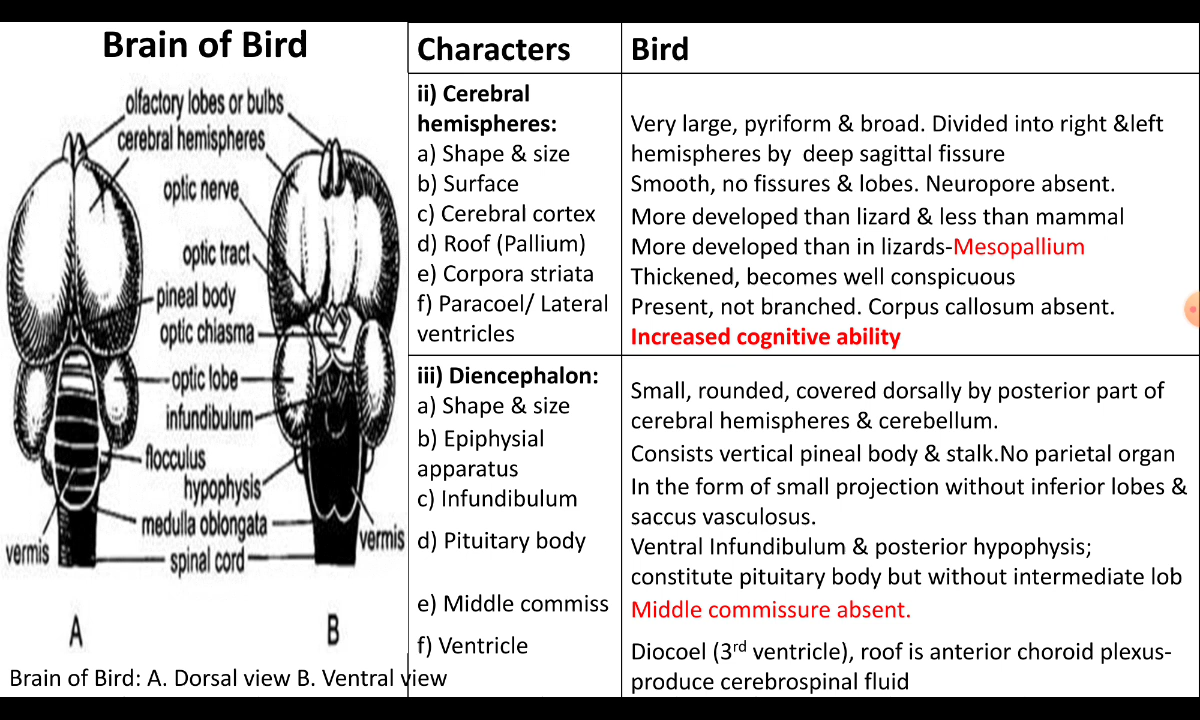 Brain of Bird
olfactory lobes or bulbs
cerebral hemispheres
optic nerve
optic tract
pineal body
optic chiasma
optic lobe
infundibulum
flocculus
hypophysis
medulla oblongata
vermis
vermis
spinal cord
A
B
Brain of Bird: A. Dorsal view B. Ventral view
Characters
Bird
ii) Cerebral
hemispheres:
a) Shape & size
b) Surface
c) Cerebral cortex
d) Roof (Pallium)
e) Corpora striata
f) Paracoel/ Lateral
ventricles
Very large, pyriform & broad. Divided into right &left
hemispheres by deep sagittal fissure
Smooth, no fissures & lobes. Neuropore absent.
More developed than lizard & less than mammal
More developed than in lizards-Mesopallium
Thickened, becomes well conspicuous
Present, not branched. Corpus callosum absent.
Increased cognitive ability
iii) Diencephalon:
a) Shape & size
b) Epiphysial
apparatus
c) Infundibulum
d) Pituitary body
e) Middle commiss
f) Ventricle
Small, rounded, covered dorsally by posterior part of
cerebral hemispheres & cerebellum.
Consists vertical pineal body & stalk.No parietal organ
In the form of small projection without inferior lobes &
saccus vasculosus.
Ventral Infundibulum & posterior hypophysis;
constitute pituitary body but without intermediate lob
Middle commissure absent.
Diocoel (3rd ventricle), roof is anterior choroid plexus-
produce cerebrospinal fluid